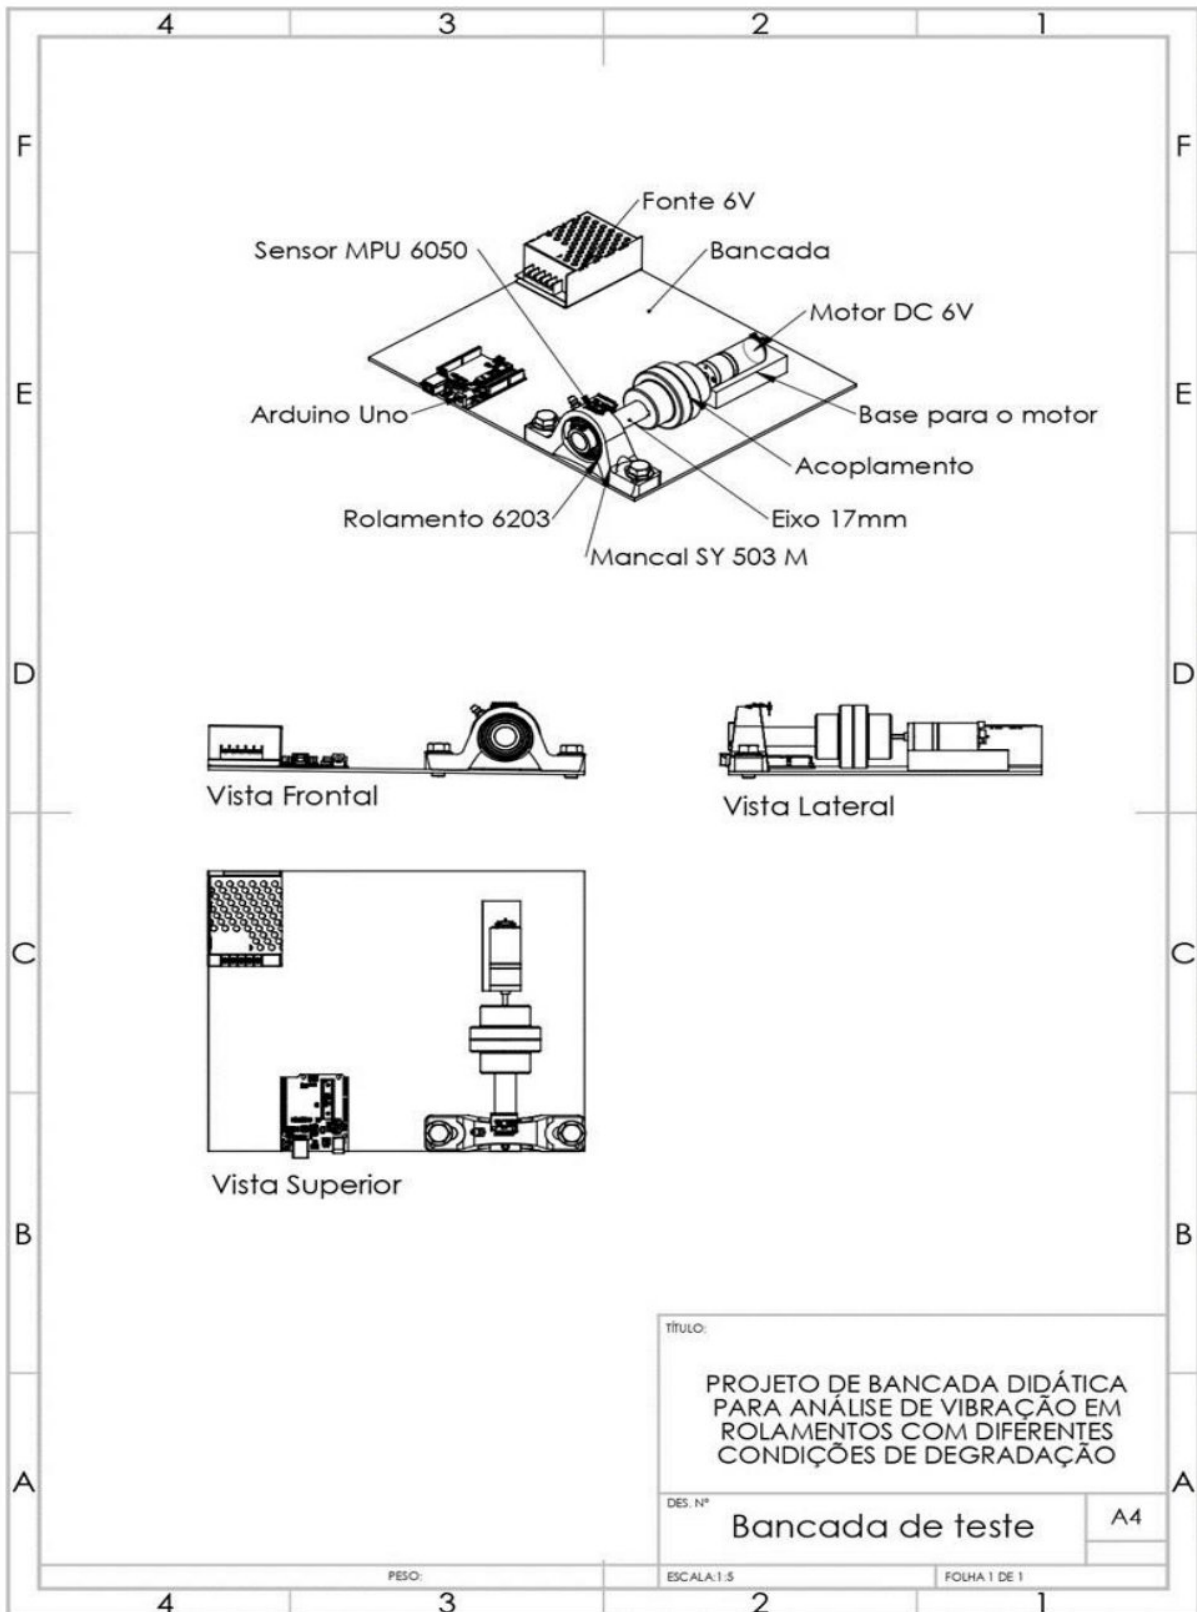 4 3 2 1
F F
Fonte 6V
Sensor MPU 6050
Bancada
Motor DC 6V
E E
Arduino Uno
Base para o motor
Acoplamento
Rolamento 6203
Eixo 17mm
Mancal SY 503 M
D D
Vista Frontal
Vista Lateral
C C
Vista Superior
B B
TÍTULO:
PROJETO DE BANCADA DIDÁTICA
PARA ANÁLISE DE VIBRAÇÃO EM
ROLAMENTOS COM DIFERENTES
CONDIÇÕES DE DEGRADAÇÃO
A A
DES. Nº
Bancada de teste
A4
PESO:
ESCALA:1:5
FOLHA 1 DE 1
4 3 2 1